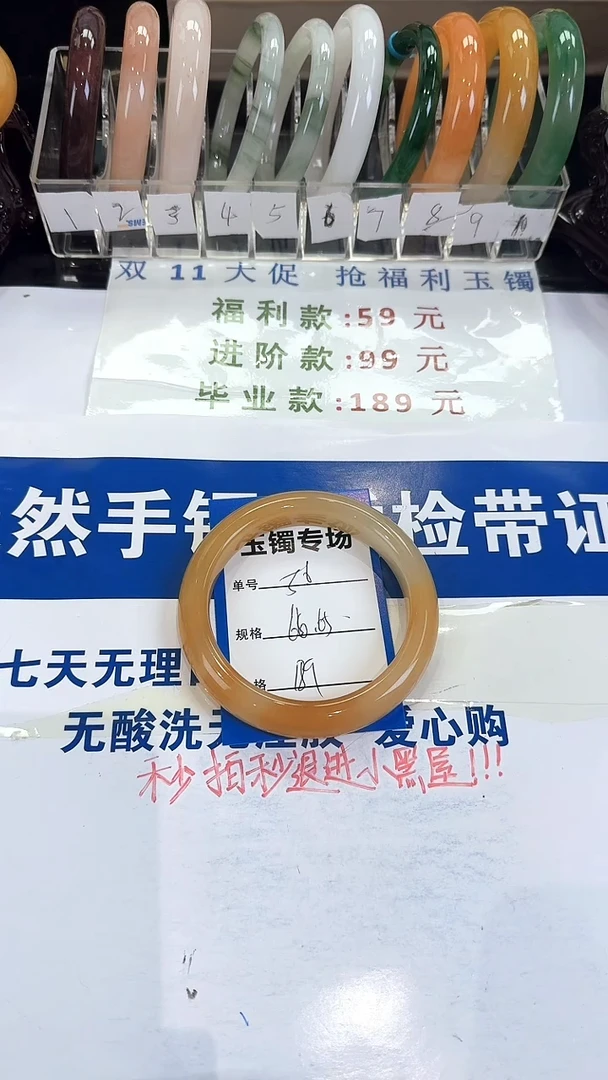 1 2 3 4 5 6 7 8 9 10
双 11 大促 抢福利玉镯
福利款:59 元
进阶款:99 元
毕业款:189 元
然手镯 检带证
玉镯专场
单号
规格
七天无理
格 189
无酸洗无 爱心购
秒拍秒退进小黑屋!!!